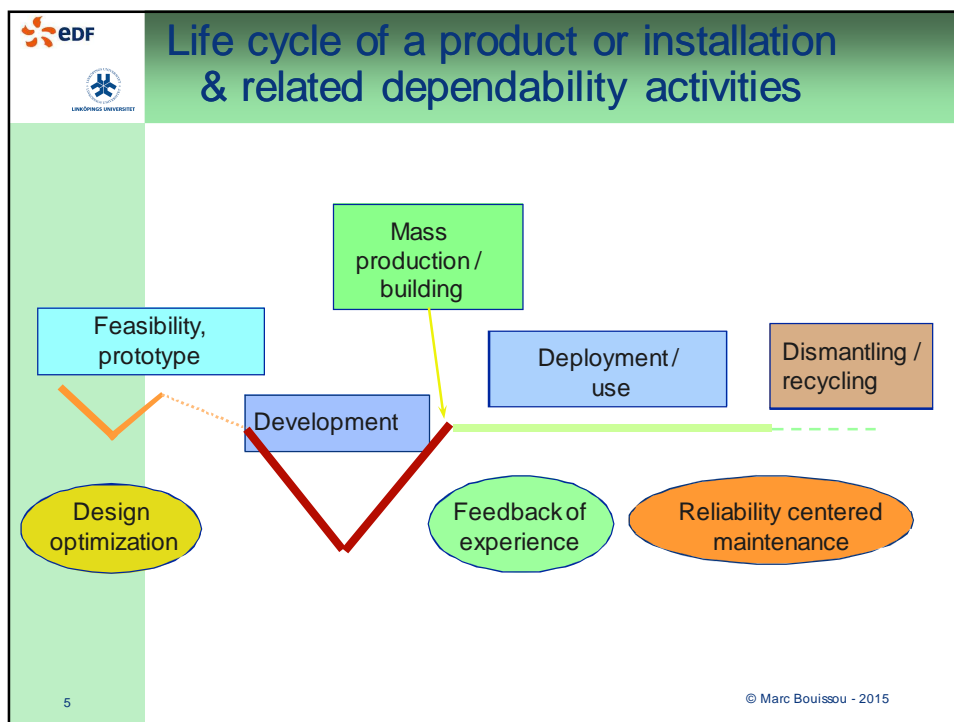 edf
LINKÖPINGS UNIVERSITET
Life cycle of a product or installation
& related dependability activities
Mass
production /
building
Feasibility,
prototype
Deployment /
use
Dismantling /
recycling
Development
Design
optimization
Feedback of
experience
Reliability centered
maintenance
5
© Marc Bouissou - 2015